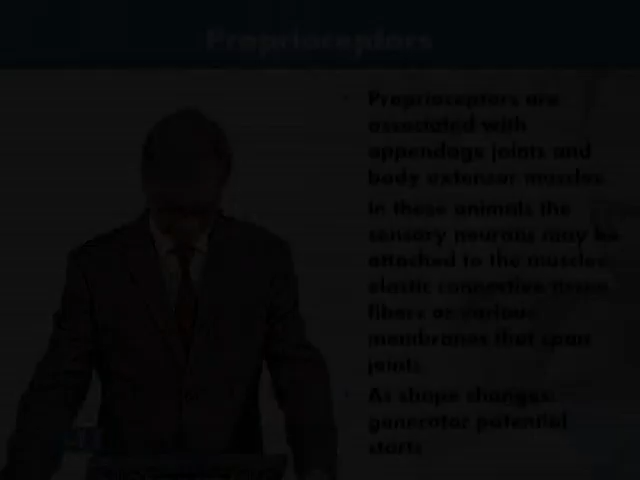 Proprioceptors
Proprioceptors are
associated with
appendage joints and
body extensor muscles.
In these animals the
sensory neurons may be
attached to the muscles
elastic connective tissue
fibers or various
membranes that span
joints.
As shape changes,
generator potential
starts